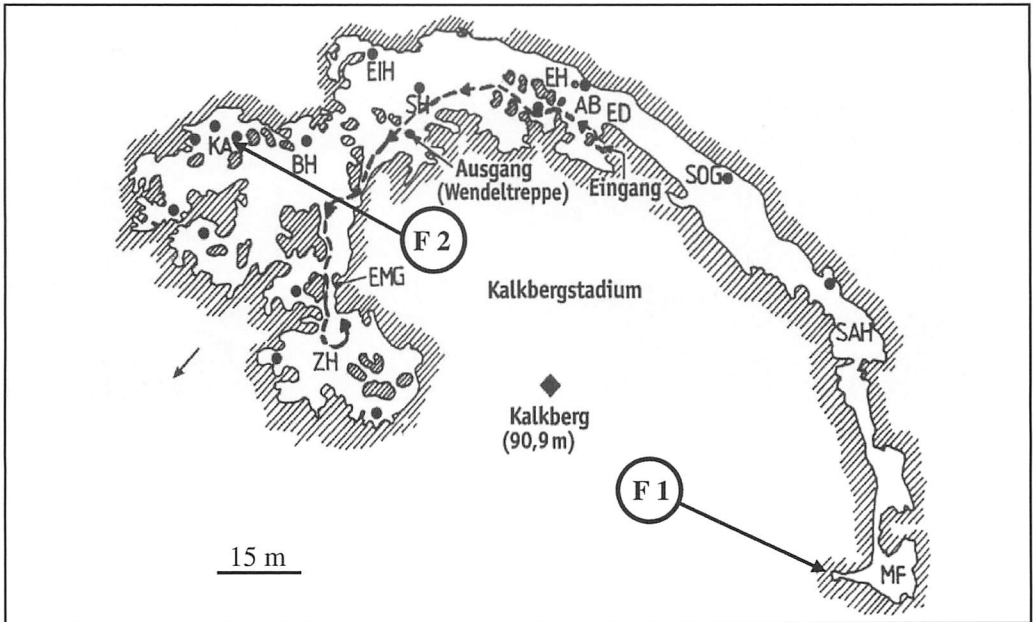 EIH
SH
EH
AB
ED
KA
BH
Ausgang
(Wendeltreppe)
Eingang
SOG
F 2
EMG
Kalkbergstadium
SAH
ZH
Kalkberg
(90,9 m)
F 1
15 m
MF